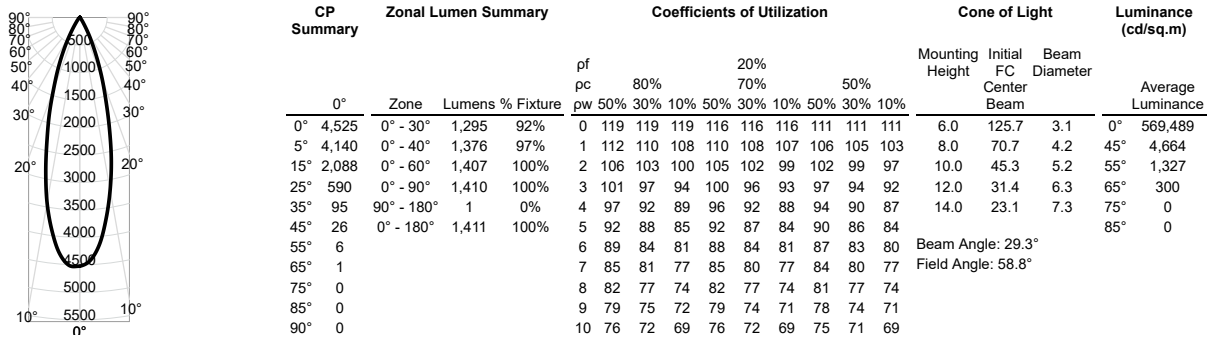 90° 90°
80° 80°
70° 70°
60° 500 60°
50° 1000 50°
40° 1500 40°
30° 2000 30°
2500
20° 3000 20°
3500
4000
4500
5000
10° 5500 10°
0°
CP Summary
0°
0° 4,525
5° 4,140
15° 2,088
25° 590
35° 95
45° 26
55° 6
65° 1
75° 0
85° 0
90° 0
Zonal Lumen Summary
Zone Lumens % Fixture
0° - 30° 1,295 92%
0° - 40° 1,376 97%
0° - 60° 1,407 100%
0° - 90° 1,410 100%
90° - 180° 1 0%
0° - 180° 1,411 100%
Coefficients of Utilization
ρf 20%
ρc 80% 70% 50%
ρw 50% 30% 10% 50% 30% 10% 50% 30% 10%
0 119 119 119 116 116 116 111 111 111
1 112 110 108 110 108 107 106 105 103
2 106 103 100 105 102 99 102 99 97
3 101 97 94 100 96 93 97 94 92
4 97 92 89 96 92 88 94 90 87
5 92 88 85 92 87 84 90 86 84
6 89 84 81 88 84 81 87 83 80
7 85 81 77 85 80 77 84 80 77
8 82 77 74 82 77 74 81 77 74
9 79 75 72 79 74 71 78 74 71
10 76 72 69 76 72 69 75 71 69
Cone of Light
Mounting Height Initial FC Center Beam Beam Diameter
6.0 125.7 3.1
8.0 70.7 4.2
10.0 45.3 5.2
12.0 31.4 6.3
14.0 23.1 7.3
Beam Angle: 29.3°
Field Angle: 58.8°
Luminance
(cd/sq.m)
Average
Luminance
0° 569,489
45° 4,664
55° 1,327
65° 300
75° 0
85° 0